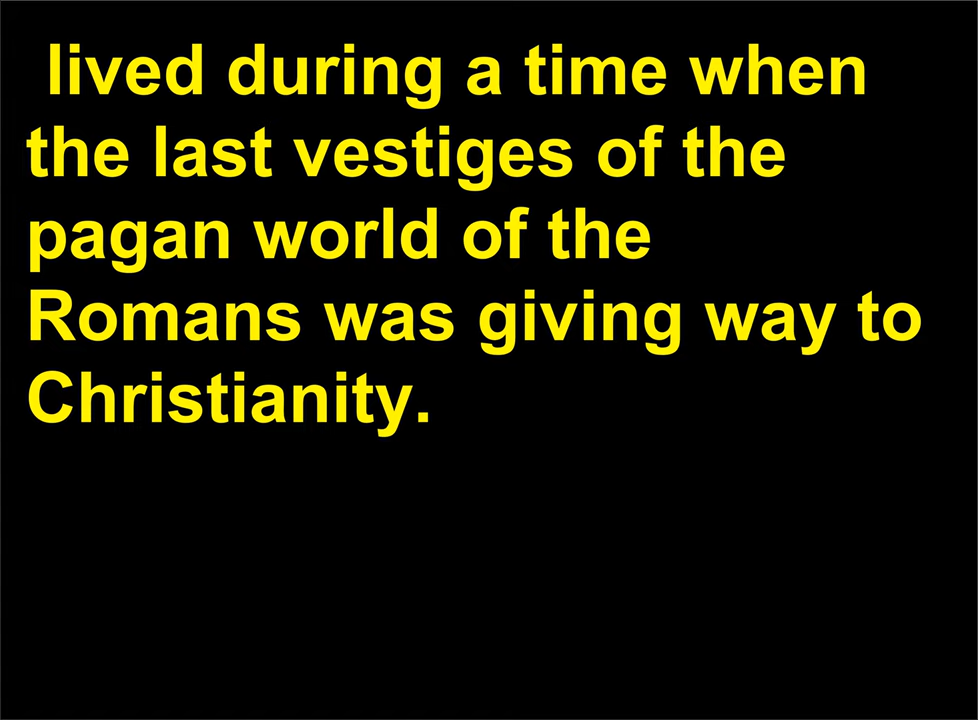 lived during a time when
the last vestiges of the
pagan world of the
Romans was giving way to
Christianity.